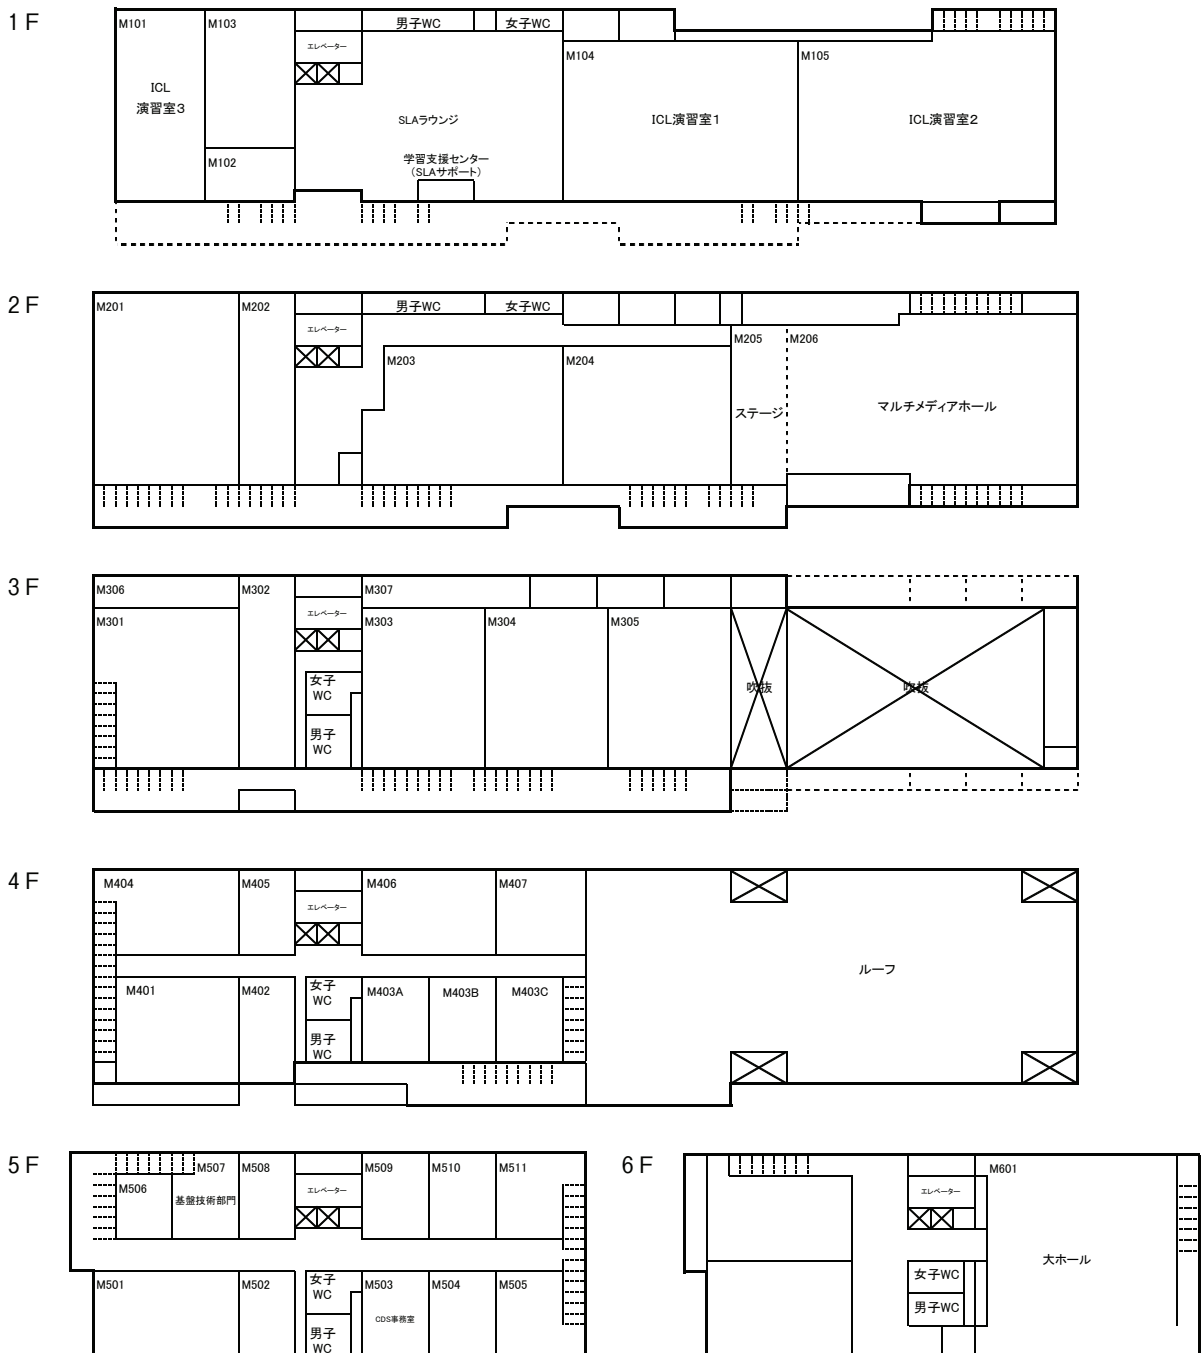 1F
M101
M103
男子WC
女子WC
エレベーター
M104
M105
ICL
演習室3
SLAラウンジ
ICL演習室1
ICL演習室2
M102
学習支援センター
(SLAサポート)
2F
M201
M202
男子WC
女子WC
エレベーター
M203
M204
M205
M206
ステージ
マルチメディアホール
3F
M306
M302
M307
エレベーター
M301
M303
M304
M305
女子
WC
男子
WC
吹抜
吹抜
4F
M404
M405
M406
M407
エレベーター
ルーフ
M401
M402
女子
WC
男子
WC
M403A
M403B
M403C
5F
M507
M508
M509
M510
M511
M506
基盤技術部門
エレベーター
M501
M502
女子
WC
男子
WC
M503
M504
M505
CDS事務室
6F
M601
エレベーター
大ホール
女子WC
男子WC